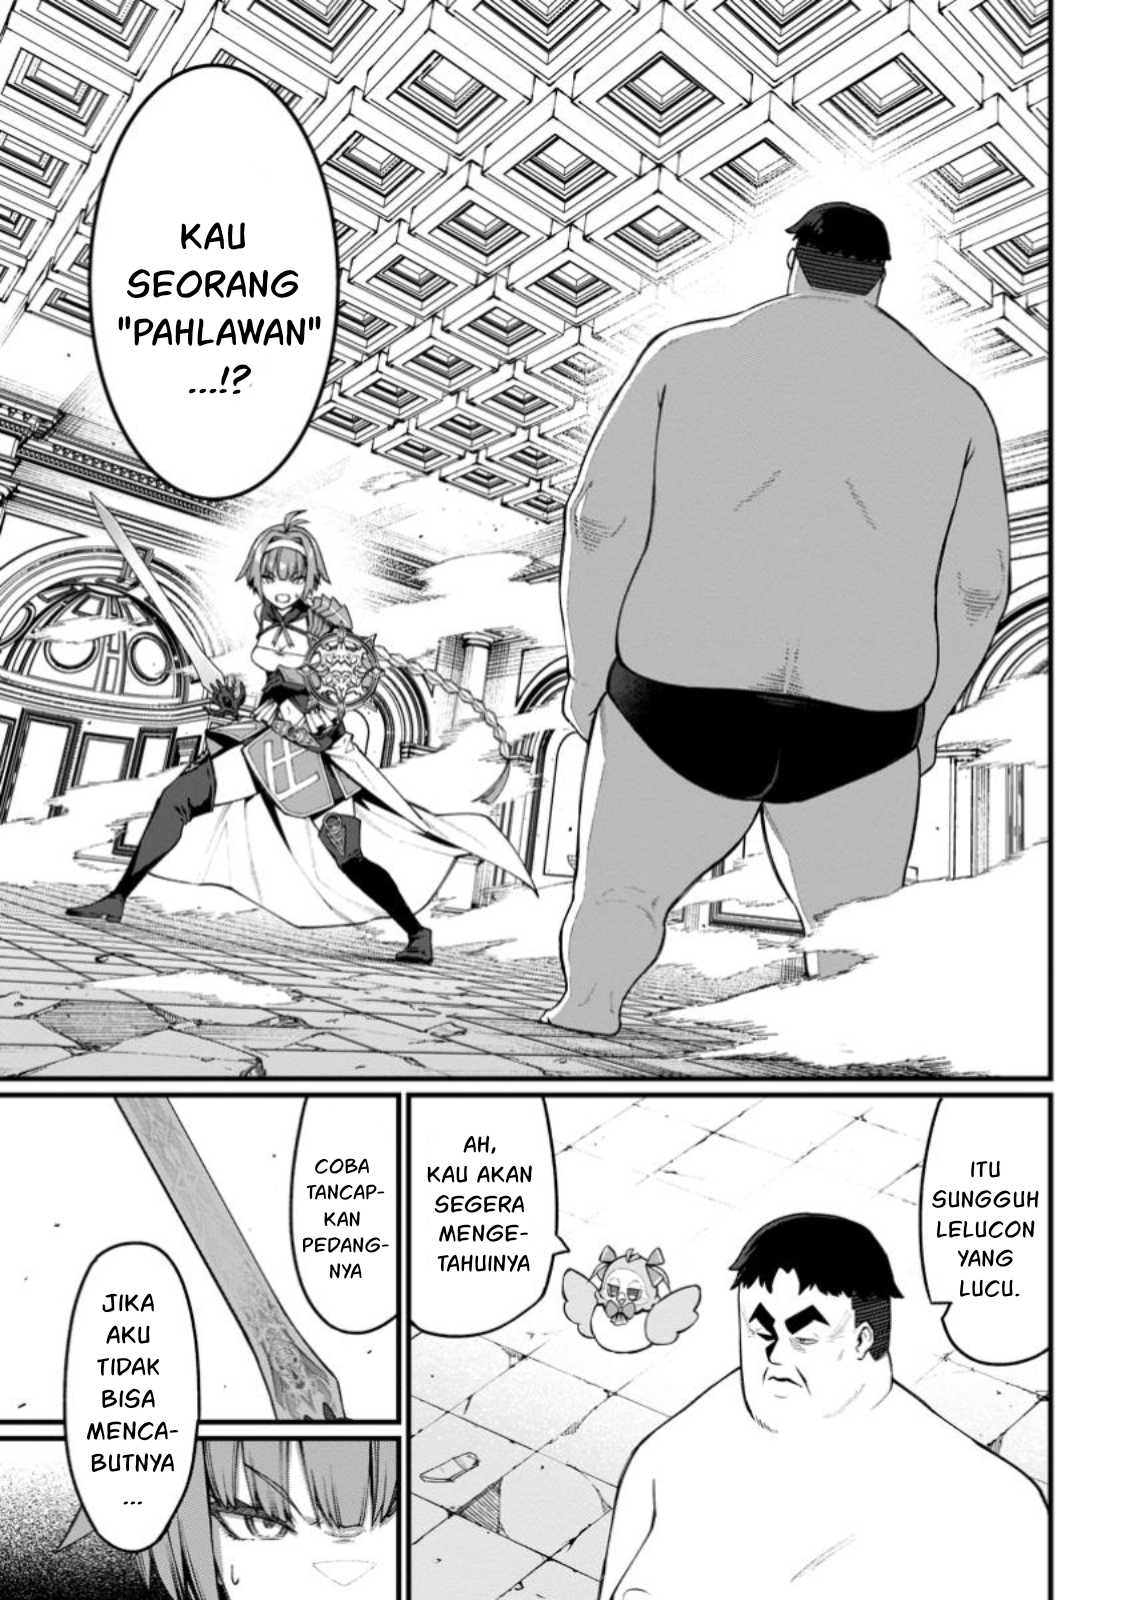 KAU
SEORANG
"PAHLAWAN"
...!?
ITU
SUNGGUH
LELUCON
YANG
LUCU.
AH,
KAU AKAN
SEGERA
MENGE-
TAHUINYA
COBA
TANCAP-
KAN
PEDANG-
NYA
JIKA
AKU
TIDAK
BISA
MENCA-
BUTNYA
...